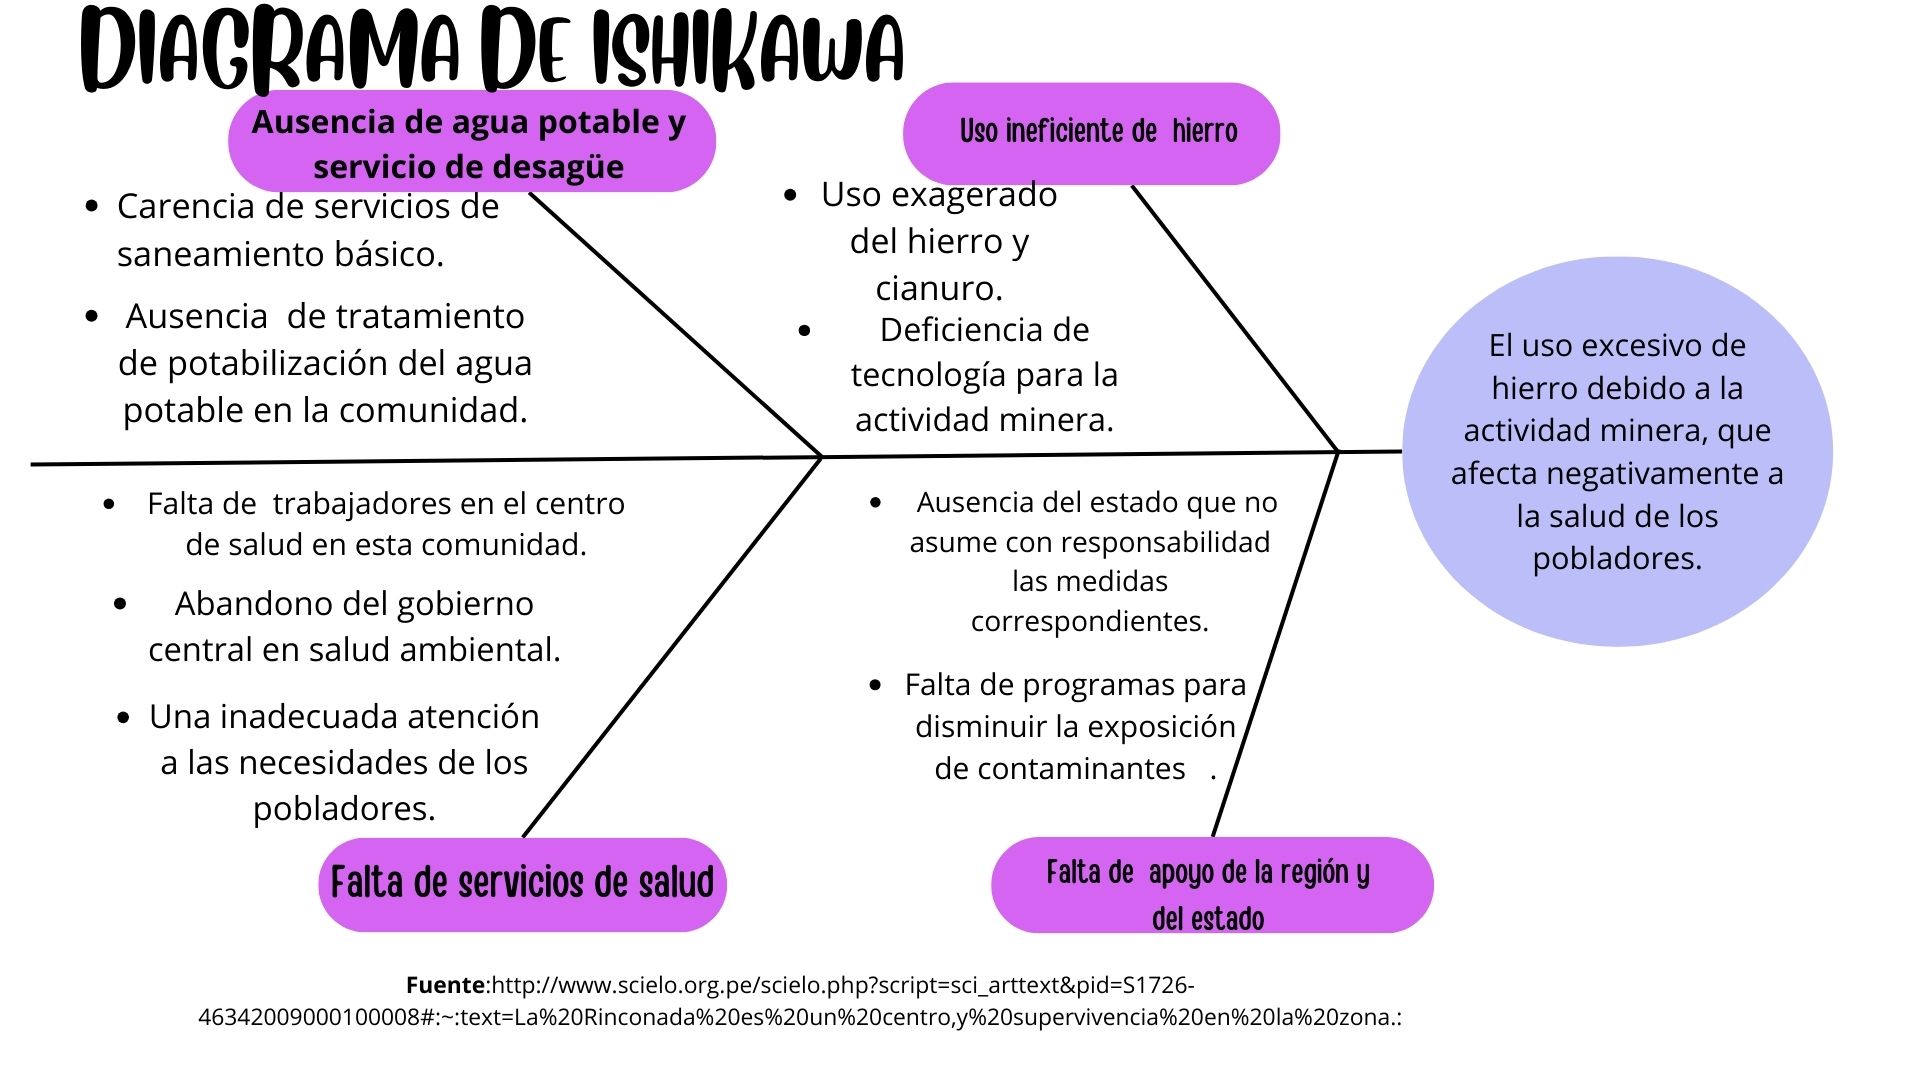 DIAGRAMA DE ISHIKAWA
Ausencia de agua potable y
servicio de desagüe
• Carencia de servicios de
saneamiento básico.
• Ausencia  de tratamiento
de potabilización del agua
potable en la comunidad.
Uso ineficiente de  hierro
• Uso exagerado
del hierro y
cianuro.
• Deficiencia de
tecnología para la
actividad minera.
El uso excesivo de
hierro debido a la
actividad minera, que
afecta negativamente a
la salud de los
pobladores.
• Falta de  trabajadores en el centro
de salud en esta comunidad.
• Abandono del gobierno
central en salud ambiental.
• Una inadecuada atención
a las necesidades de los
pobladores.
Falta de servicios de salud
• Ausencia del estado que no
asume con responsabilidad
las medidas
correspondientes.
• Falta de programas para
disminuir la exposición
de contaminantes   .
Falta de  apoyo de la región y
del estado
Fuente:http://www.scielo.org.pe/scielo.php?script=sci_arttext&pid=S1726-
46342009000100008#:~:text=La%20Rinconada%20es%20un%20centro,y%20supervivencia%20en%20la%20zona.: